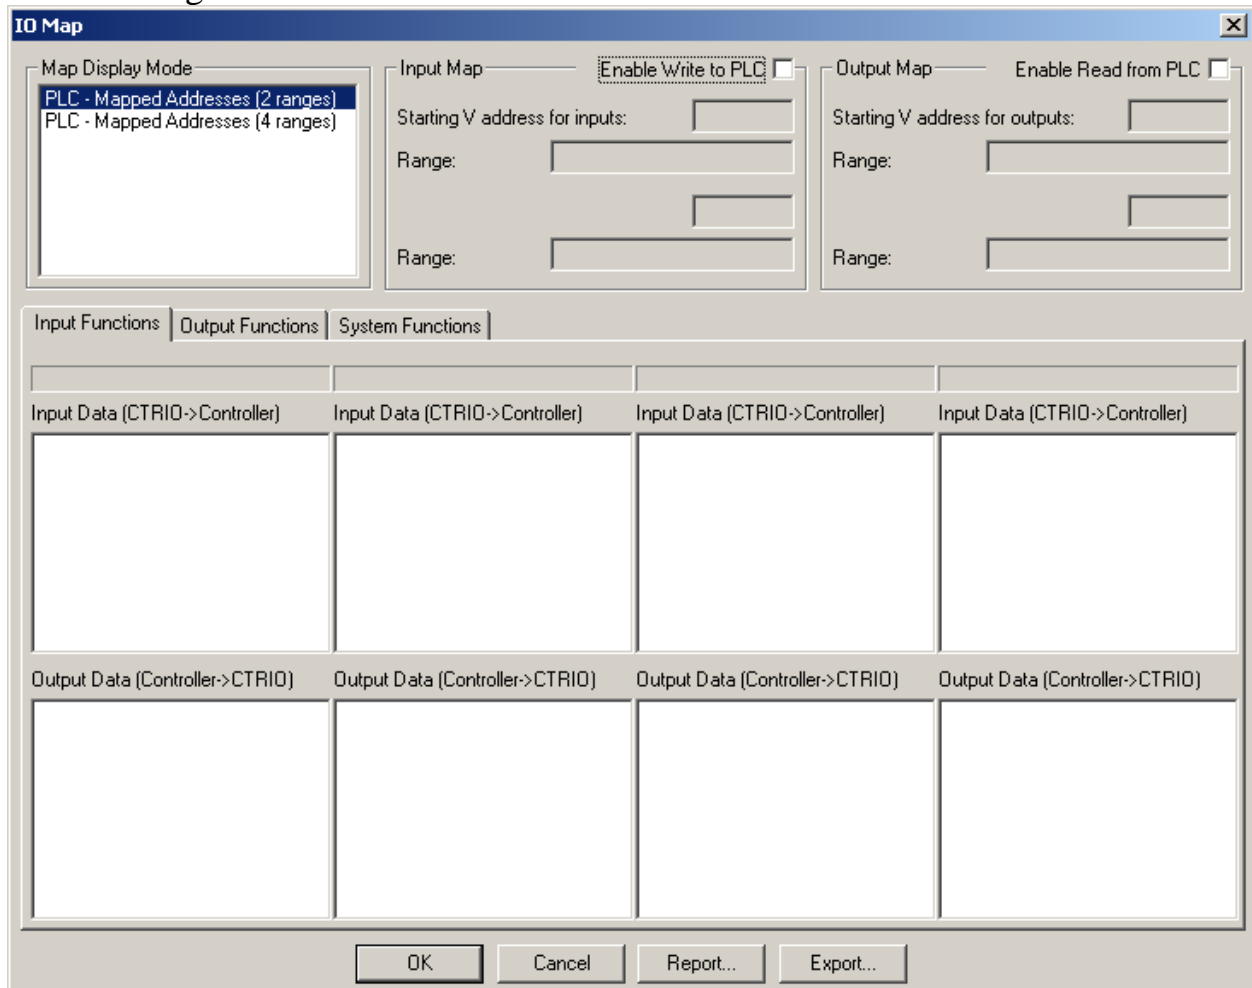 IO Map
Map Display Mode
PLC - Mapped Addresses (2 ranges)
PLC - Mapped Addresses (4 ranges)
Input Map Enable Write to PLC
Starting V address for inputs:
Range:
Range:
Output Map Enable Read from PLC
Starting V address for outputs:
Range:
Range:
Input Functions Output Functions System Functions
Input Data (CTRIO->Controller) Input Data (CTRIO->Controller) Input Data (CTRIO->Controller) Input Data (CTRIO->Controller)
Output Data (Controller->CTRIO) Output Data (Controller->CTRIO) Output Data (Controller->CTRIO) Output Data (Controller->CTRIO)
OK Cancel Report... Export...